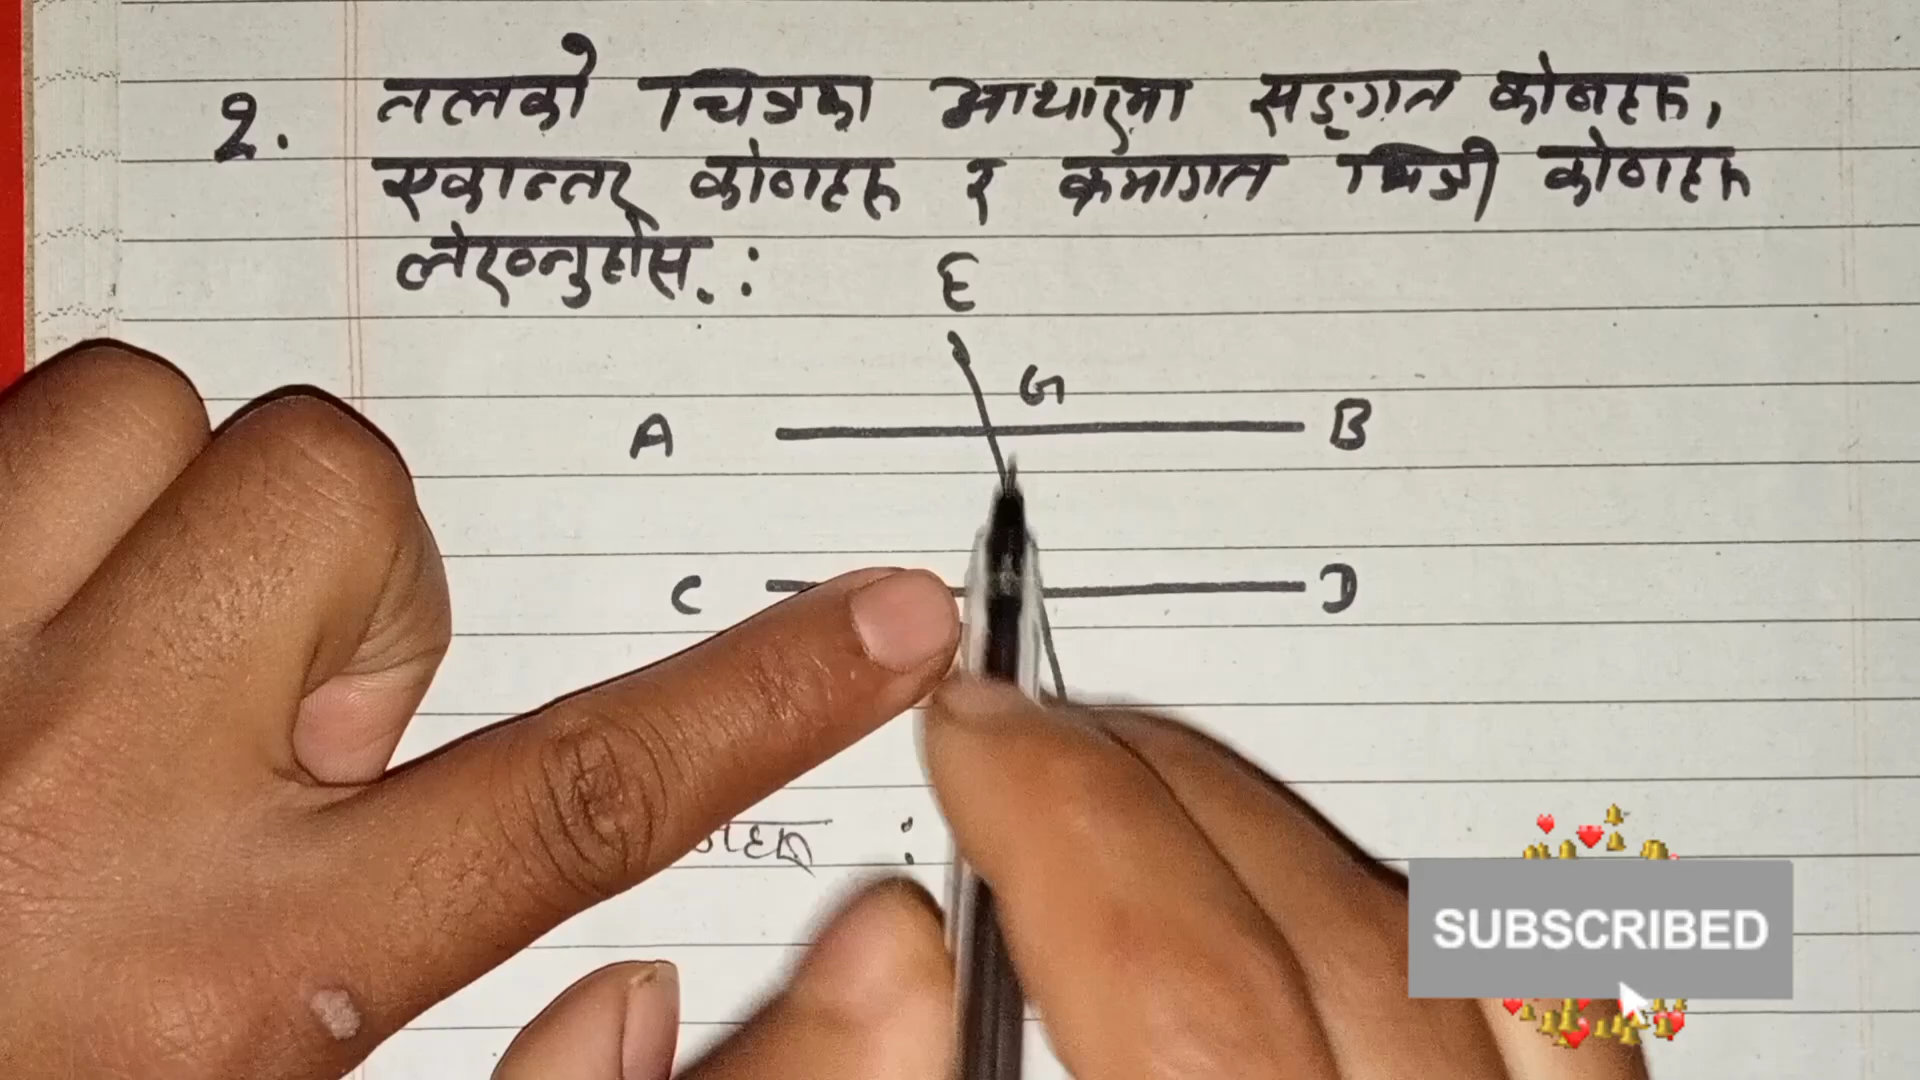 2. तलको चित्रका आधारमा सङ्गत कोणहरू,
एकान्तर कोणहरू र क्रमागत भित्री कोणहरू
लेख्नुहोस् :
E
G
A B
C D
:
SUBSCRIBED